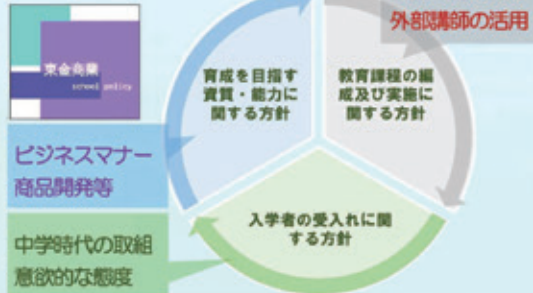 外部講師の活用
東金商業
school policy
育成を目指す
資質・能力に
関する方針
教育課程の編
成及び実施に
関する方針
ビジネスマナー
商品開発等
入学者の受入れに関
する方針
中学時代の取組
意欲的な態度